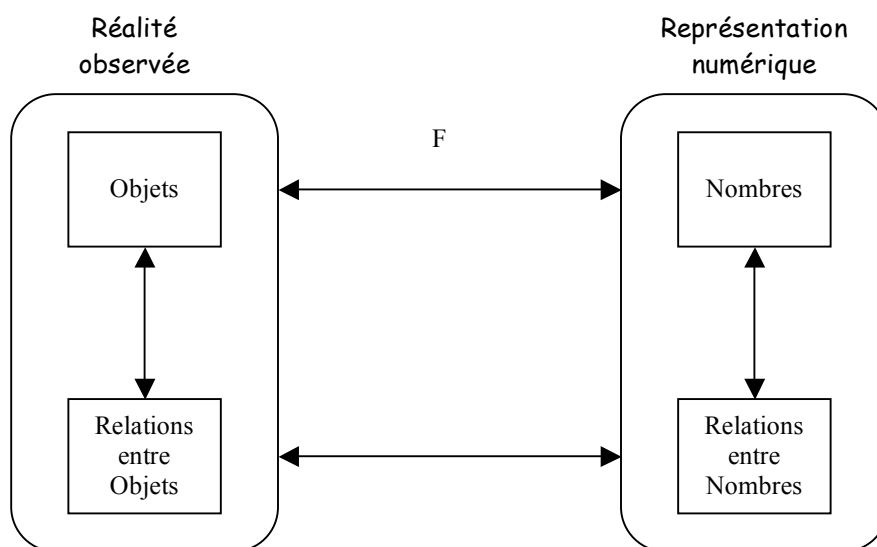 Réalité
observée
Représentation
numérique
F
Objets
Nombres
Relations
entre
Objets
Relations
entre
Nombres